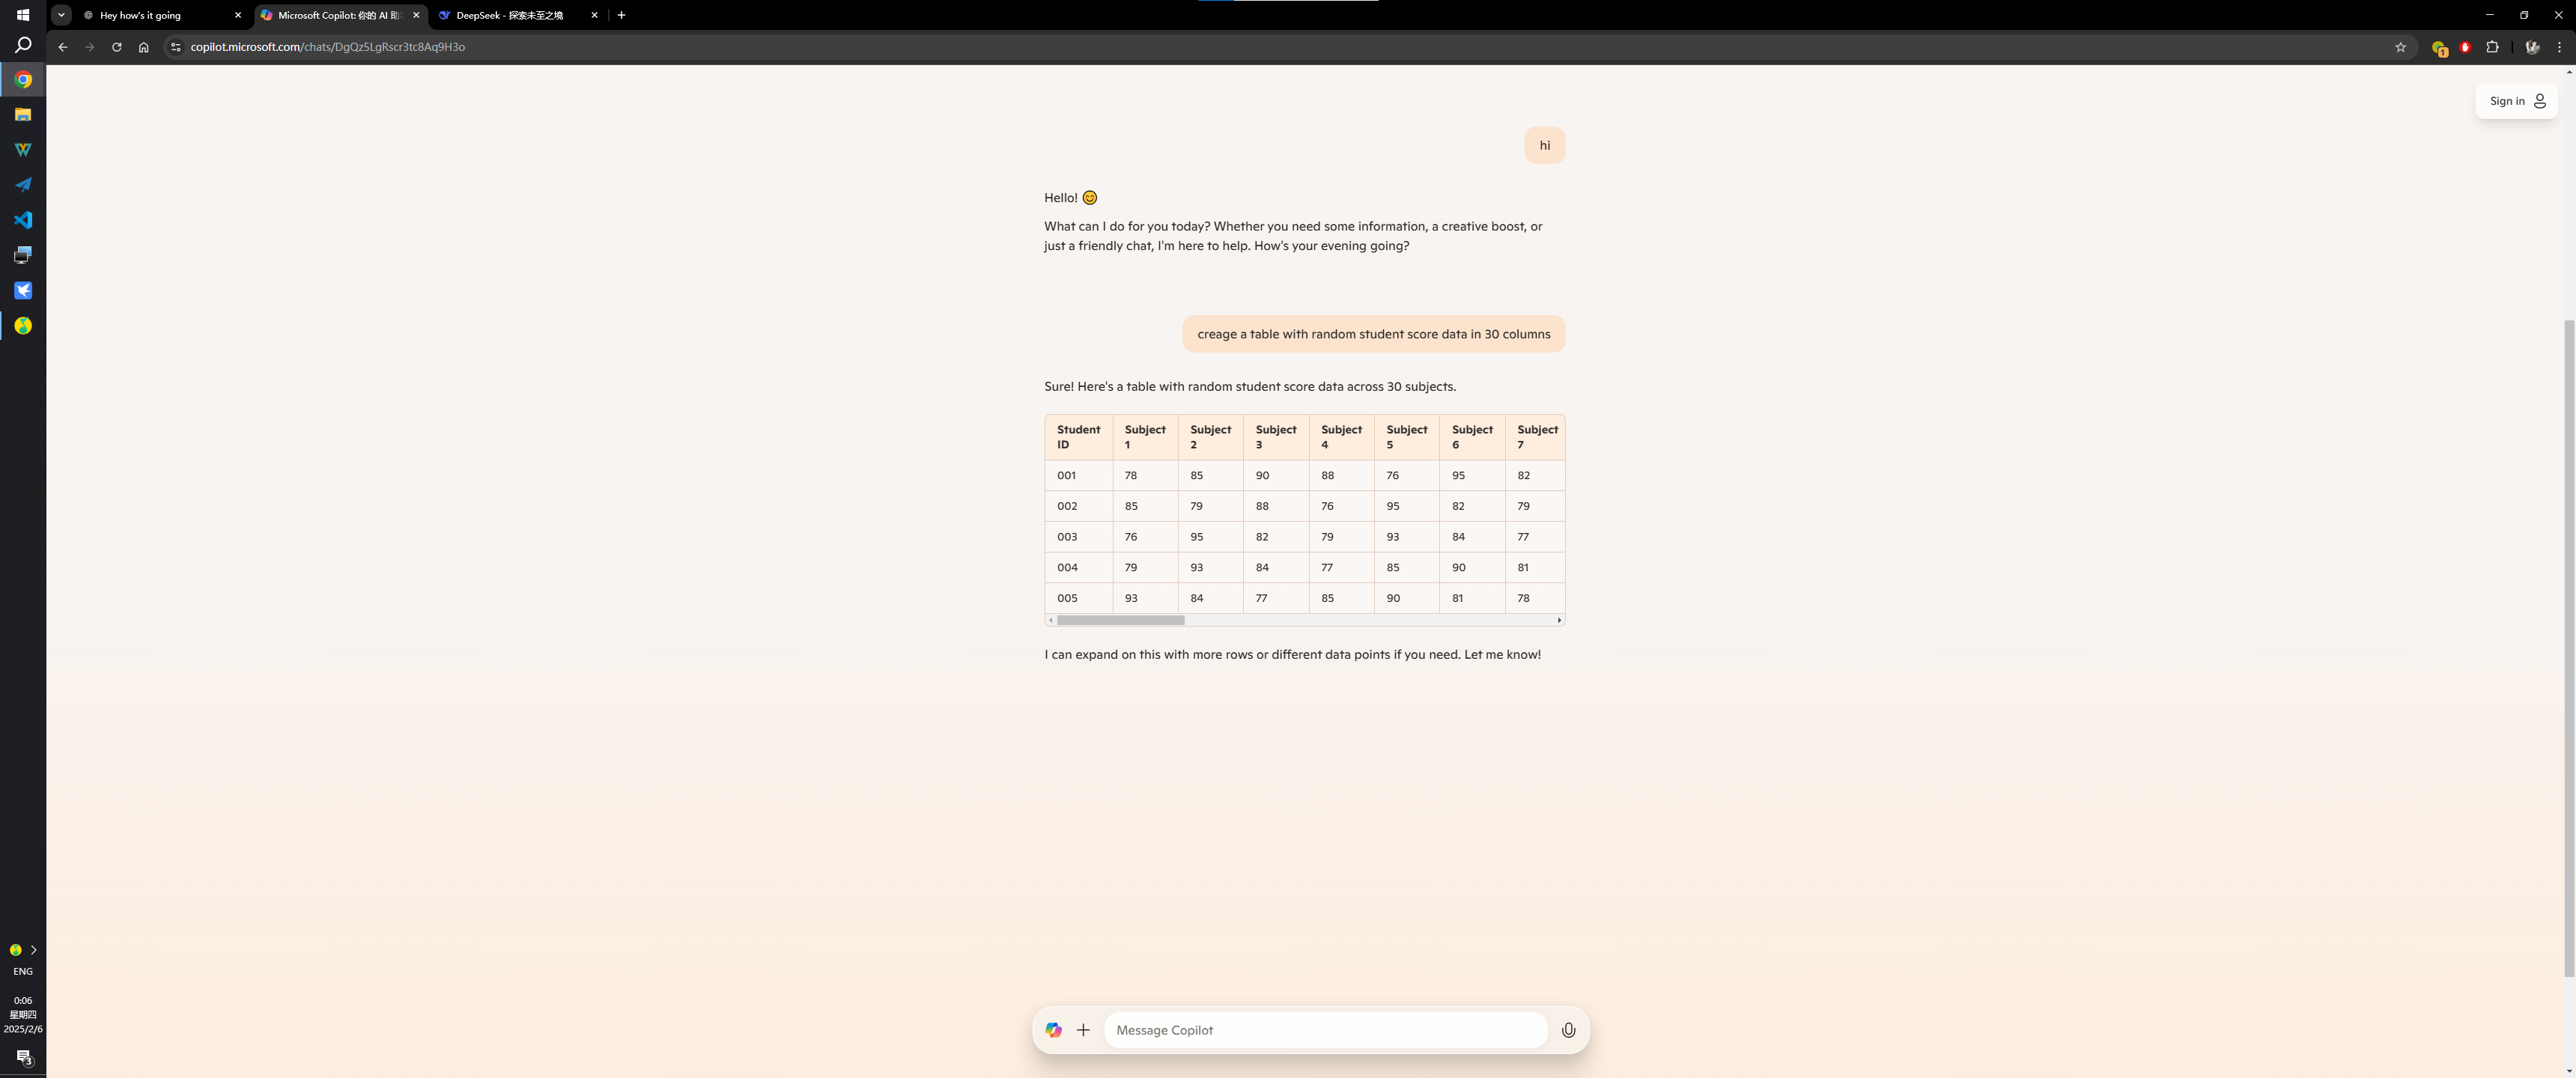 Hey how's it going
Microsoft Copilot: 你的 AI 助
DeepSeek - 探索未至之境
copilot.microsoft.com/chats/DgQz5LgRscr3tc8Aq9H3o
1
Sign in
hi
Hello! 😊
What can I do for you today? Whether you need some information, a creative boost, or
just a friendly chat, I'm here to help. How's your evening going?
creage a table with random student score data in 30 columns
Sure! Here's a table with random student score data across 30 subjects.
Student ID Subject 1 Subject 2 Subject 3 Subject 4 Subject 5 Subject 6 Subject 7
001 78 85 90 88 76 95 82
002 85 79 88 76 95 82 79
003 76 95 82 79 93 84 77
004 79 93 84 77 85 90 81
005 93 84 77 85 90 81 78
I can expand on this with more rows or different data points if you need. Let me know!
Message Copilot
ENG
0:06
星期四
2025/2/6
3